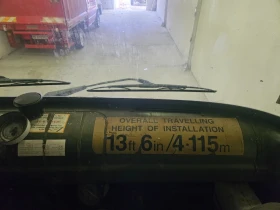 OVERALL TRAVELLING
HEIGHT OF INSTALLATION
13ft 6in/4·115m